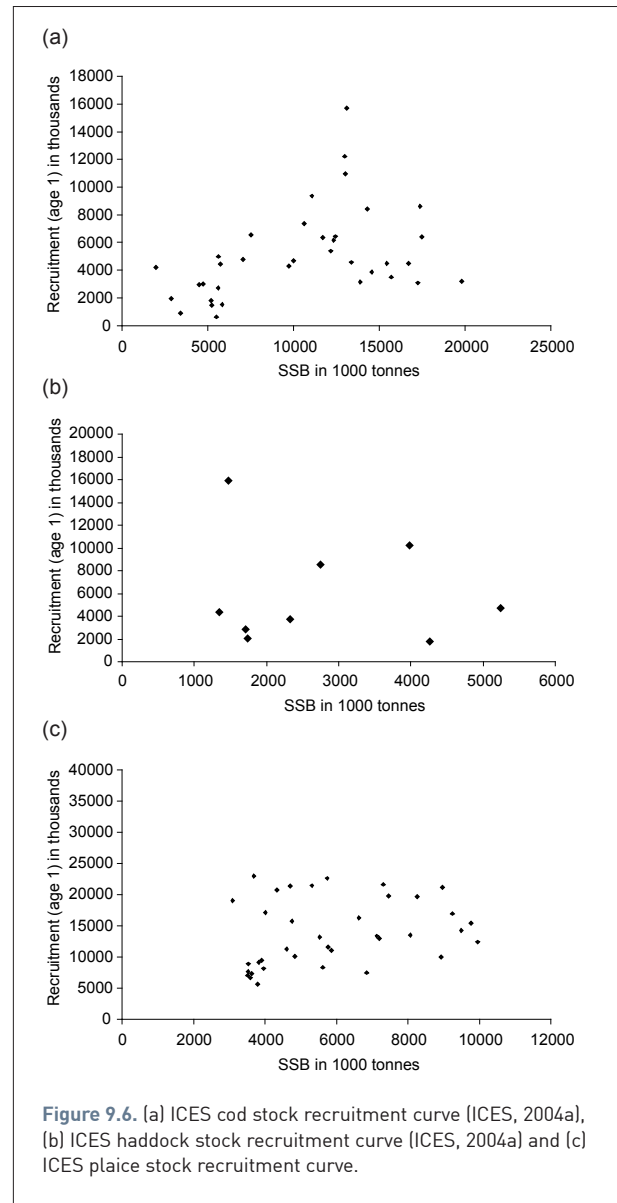 (a)
Recruitment (age 1) in thousands
18000
16000
14000
12000
10000
8000
6000
4000
2000
0
0 5000 10000 15000 20000 25000
SSB in 1000 tonnes
(b)
Recruitment (age 1) in thousands
20000
18000
16000
14000
12000
10000
8000
6000
4000
2000
0
0 1000 2000 3000 4000 5000 6000
SSB in 1000 tonnes
(c)
Recruitment (age 1) in thousands
40000
35000
30000
25000
20000
15000
10000
5000
0
0 2000 4000 6000 8000 10000 12000
SSB in 1000 tonnes
Figure 9.6. (a) ICES cod stock recruitment curve (ICES, 2004a),
(b) ICES haddock stock recruitment curve (ICES, 2004a) and (c)
ICES plaice stock recruitment curve.